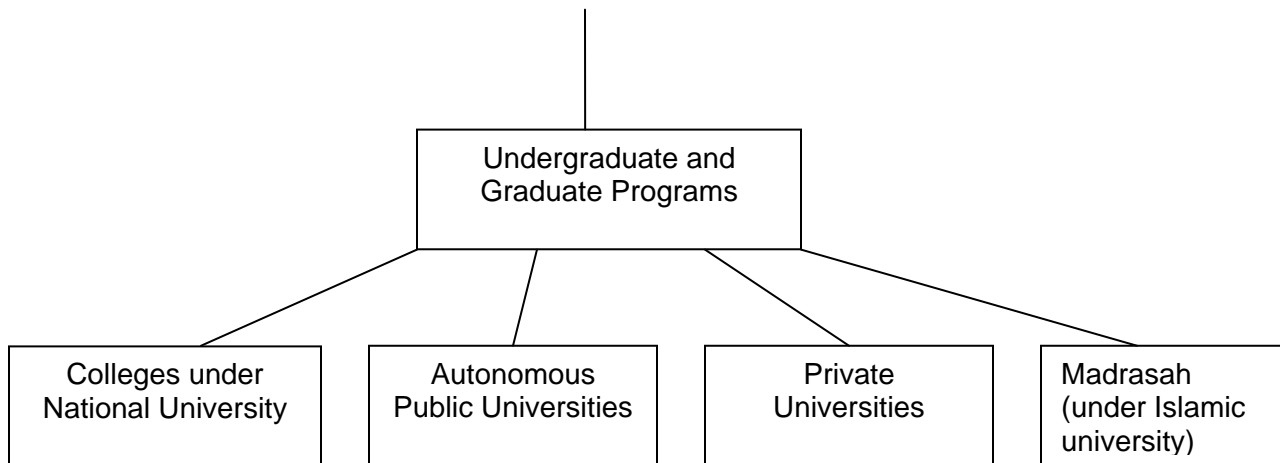 Undergraduate and
Graduate Programs
Colleges under
National University
Autonomous
Public Universities
Private
Universities
Madrasah
(under Islamic
university)